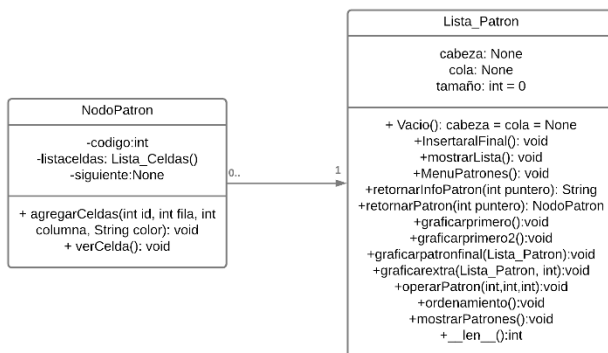 NodoPatron
-codigo:int
-listaceldas: Lista_Celdas()
-siguiente:None
+ agregarCeldas(int id, int fila, int
columna, String color): void
+ verCelda(): void
0..
1
Lista_Patron
cabeza: None
cola: None
tamaño: int = 0
+ Vacio(): cabeza = cola = None
+InsertaralFinal(): void
+mostrarLista(): void
+MenuPatrones(): void
+retornarInfoPatron(int puntero): String
+retornarPatron(int puntero): NodoPatron
+graficarprimero():void
+graficarprimero2():void
+graficarpatronfinal(Lista_Patron):void
+graficarextra(Lista_Patron, int):void
+operarPatron(int,int,int):void
+ordenamiento():void
+mostrarPatrones():void
+__len__():int